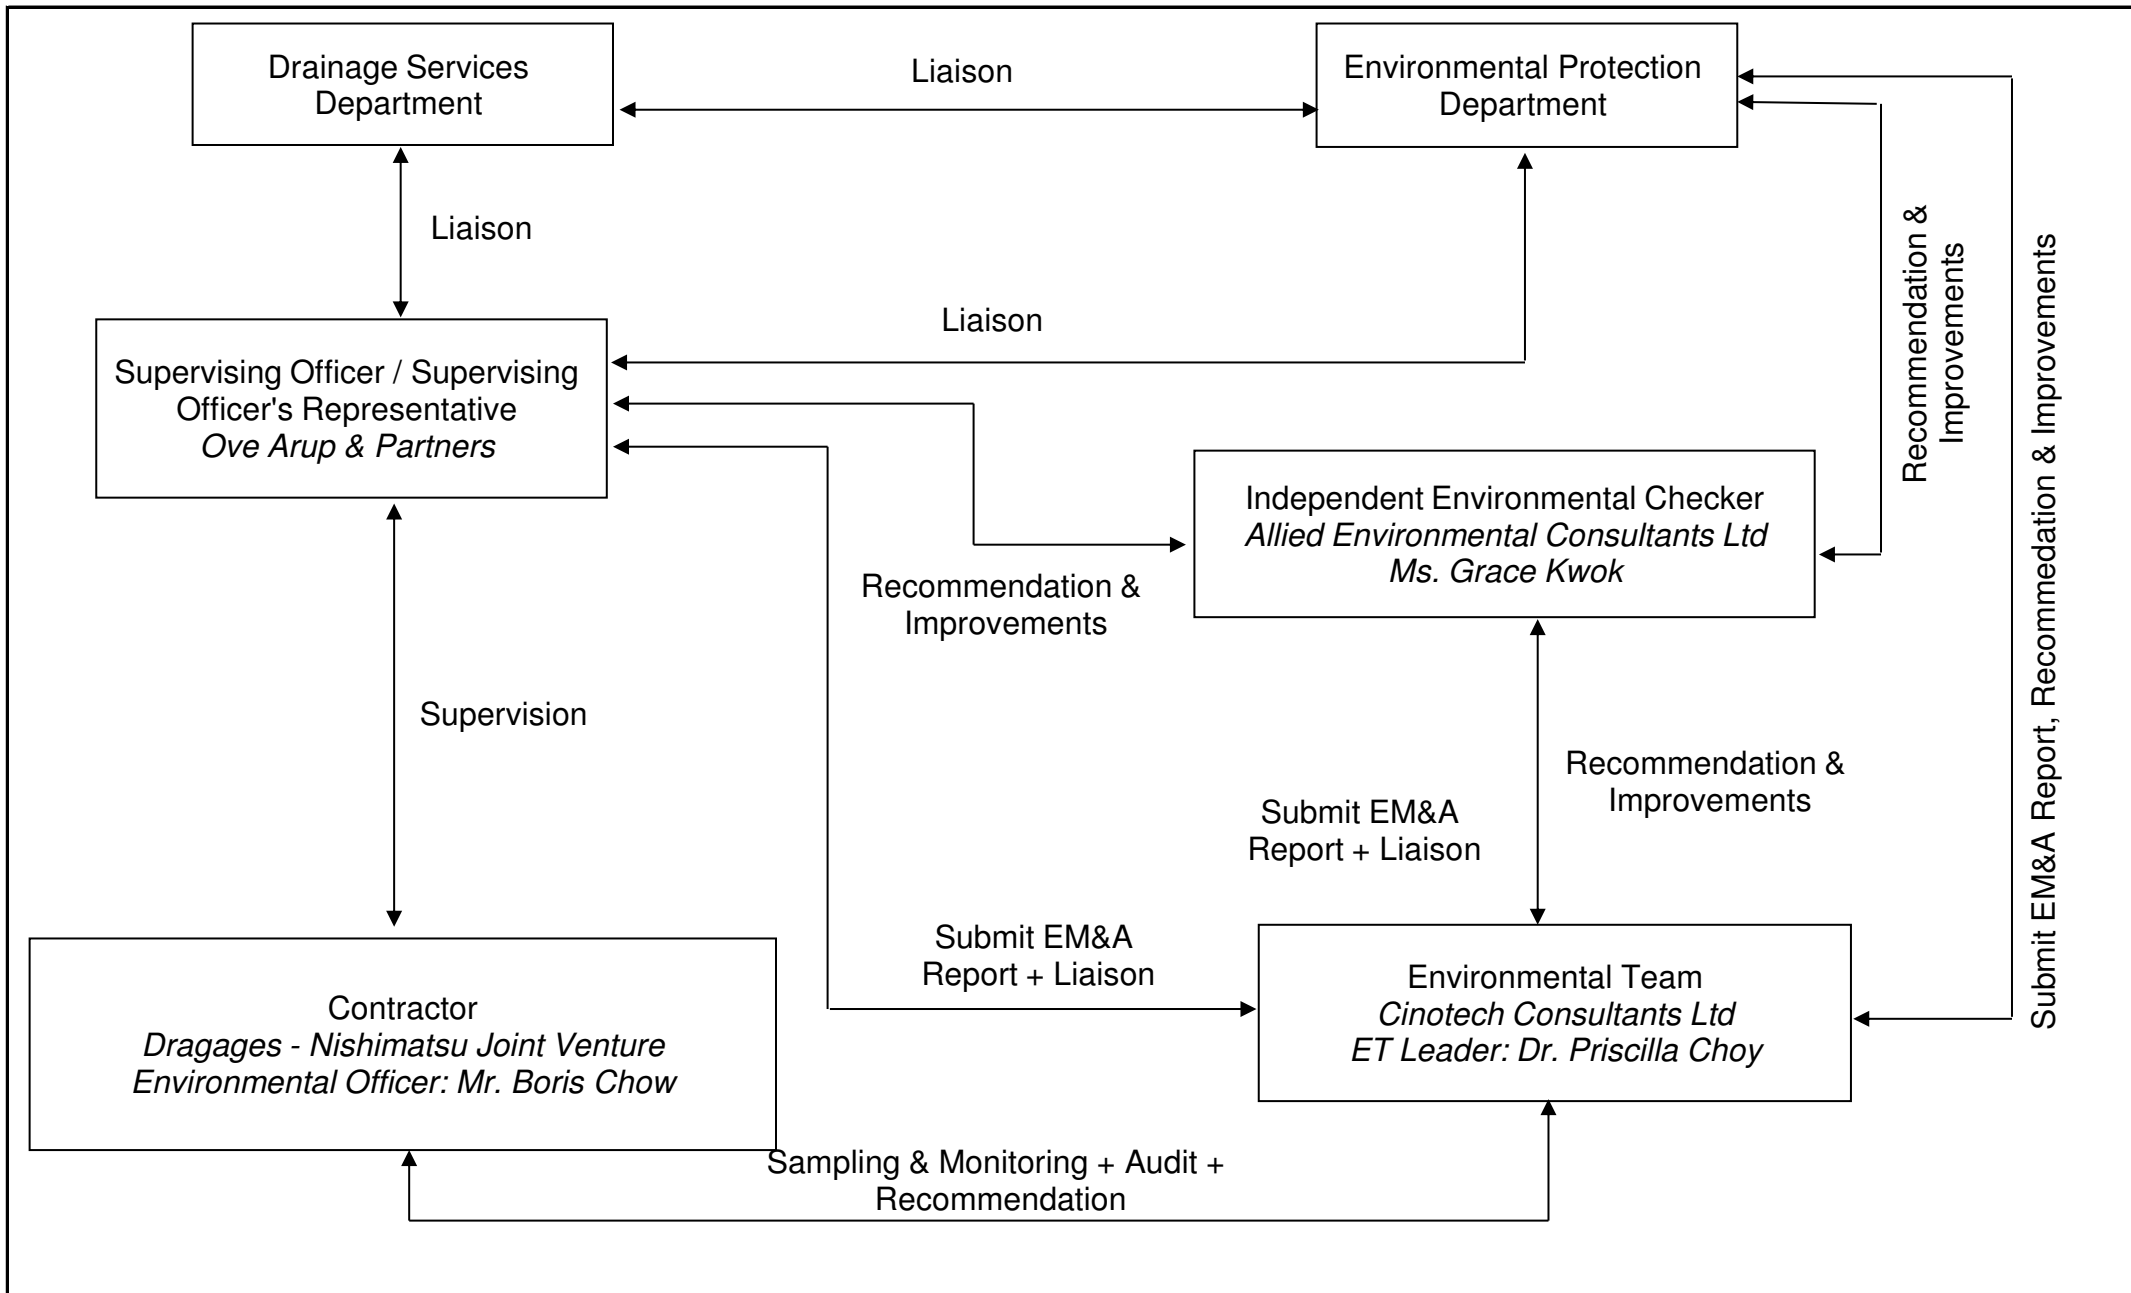 Drainage Services
Department
Liaison
Environmental Protection
Department
Liaison
Liaison
Supervising Officer / Supervising
Officer's Representative
Ove Arup & Partners
Recommendation &
Improvements
Submit EM&A Report, Recommedation & Improvements
Independent Environmental Checker
Allied Environmental Consultants Ltd
Ms. Grace Kwok
Recommendation &
Improvements
Supervision
Recommendation &
Improvements
Submit EM&A
Report + Liaison
Submit EM&A
Report + Liaison
Contractor
Dragages - Nishimatsu Joint Venture
Environmental Officer: Mr. Boris Chow
Environmental Team
Cinotech Consultants Ltd
ET Leader: Dr. Priscilla Choy
Sampling & Monitoring + Audit +
Recommendation